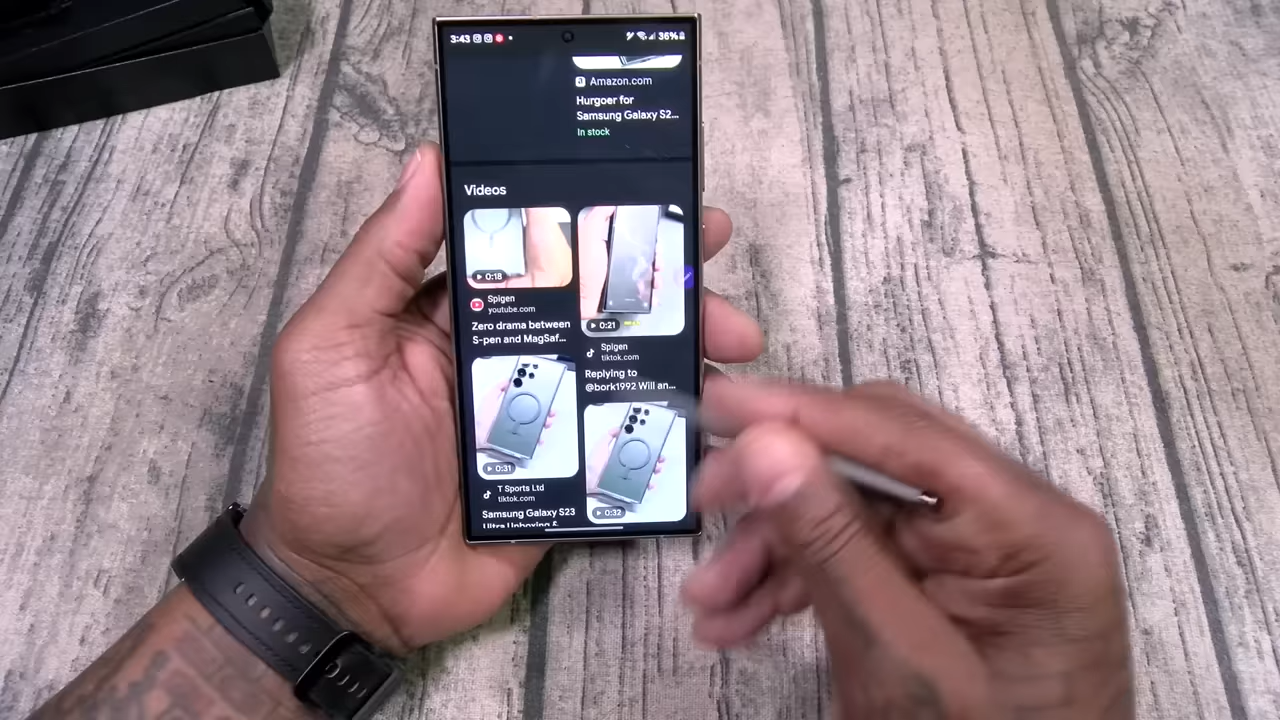 3:43
36%
Amazon.com
Hurgoer for
Samsung Galaxy S2...
In stock
Videos
0:18
Spigen
youtube.com
Zero drama between
S-pen and MagSaf...
0:21
Spigen
tiktok.com
Replying to
@bork1992 Will an...
0:31
T Sports Ltd
tiktok.com
Samsung Galaxy S23
Ultra Unboxing &
0:32